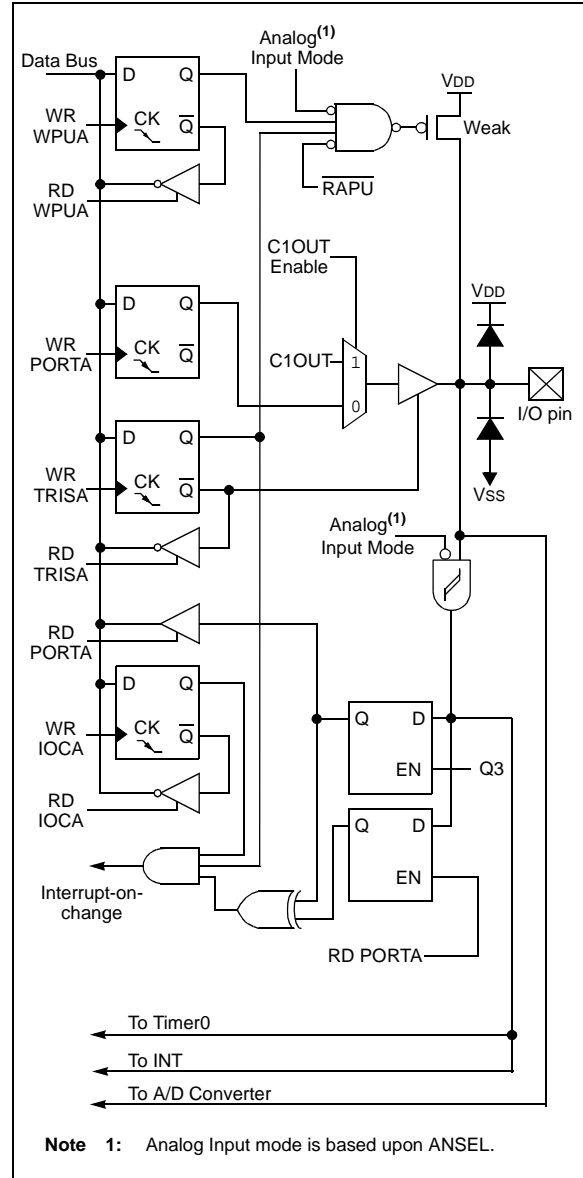 Analog(1)
Input Mode
Data Bus
D Q
VDD
WR
WPUA
CK Q
Weak
RD
WPUA
RAPU
C1OUT
Enable
D Q
VDD
C1OUT
1
WR
PORTA
CK Q
0
I/O pin
D Q
WR
TRISA
CK Q
VSS
Analog(1)
Input Mode
RD
TRISA
RD
PORTA
D Q
Q D
WR
IOCA
CK Q
EN
Q3
RD
IOCA
Q D
EN
Interrupt-on-
change
RD PORTA
To Timer0
To INT
To A/D Converter
Note 1: Analog Input mode is based upon ANSEL.